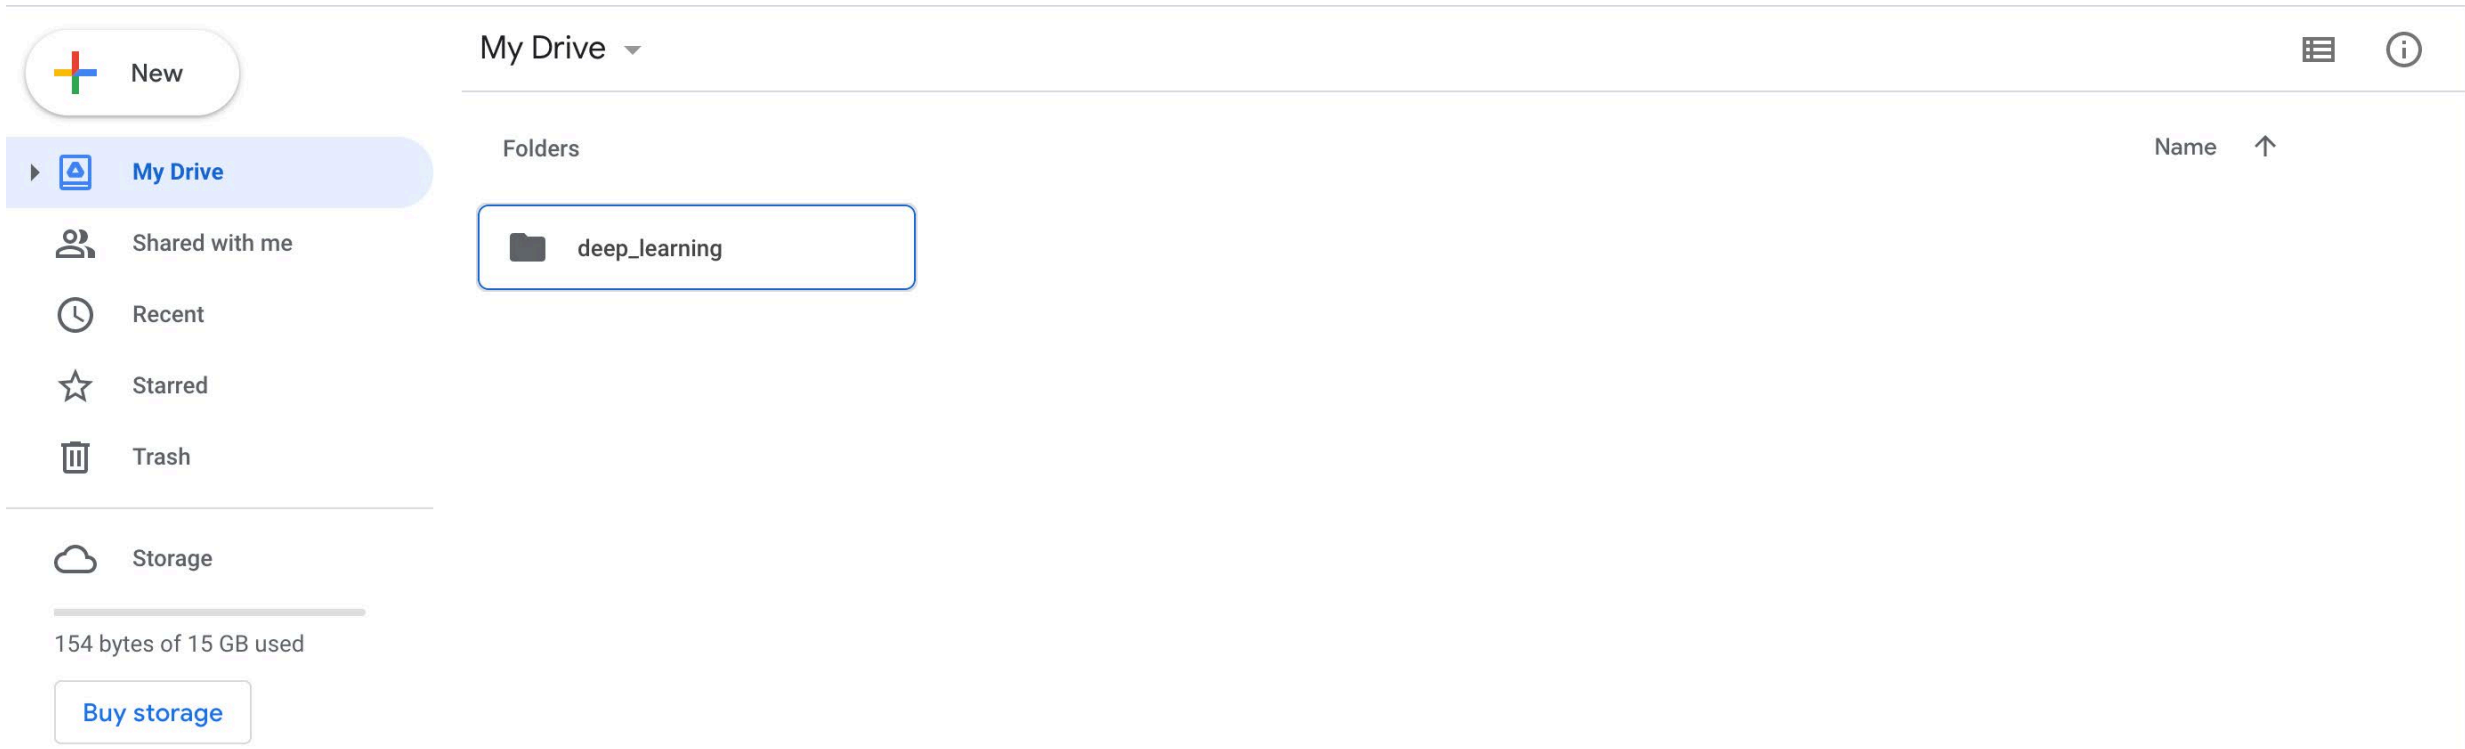 New
My Drive
Shared with me
Recent
Starred
Trash
Storage
154 bytes of 15 GB used
Buy storage
My Drive
Folders
Name
deep_learning